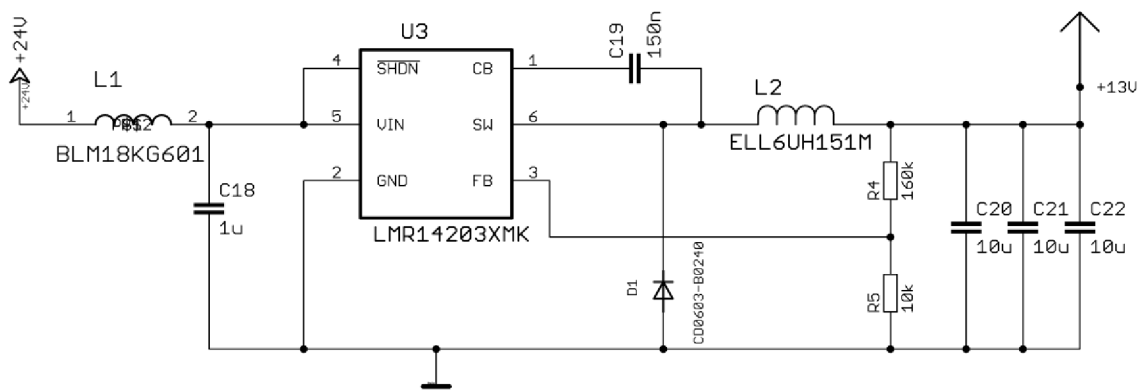 +24V
+24V
L1
1
2
BLM18KG601
C18
1u
U3
4
SHDN
CB
1
5
VIN
SW
6
2
GND
FB
3
LMR14203XMK
C19
150n
L2
ELL6UH151M
+13V
R4
160k
R5
10k
D1
CD0603-B0240
C20
10u
C21
10u
C22
10u